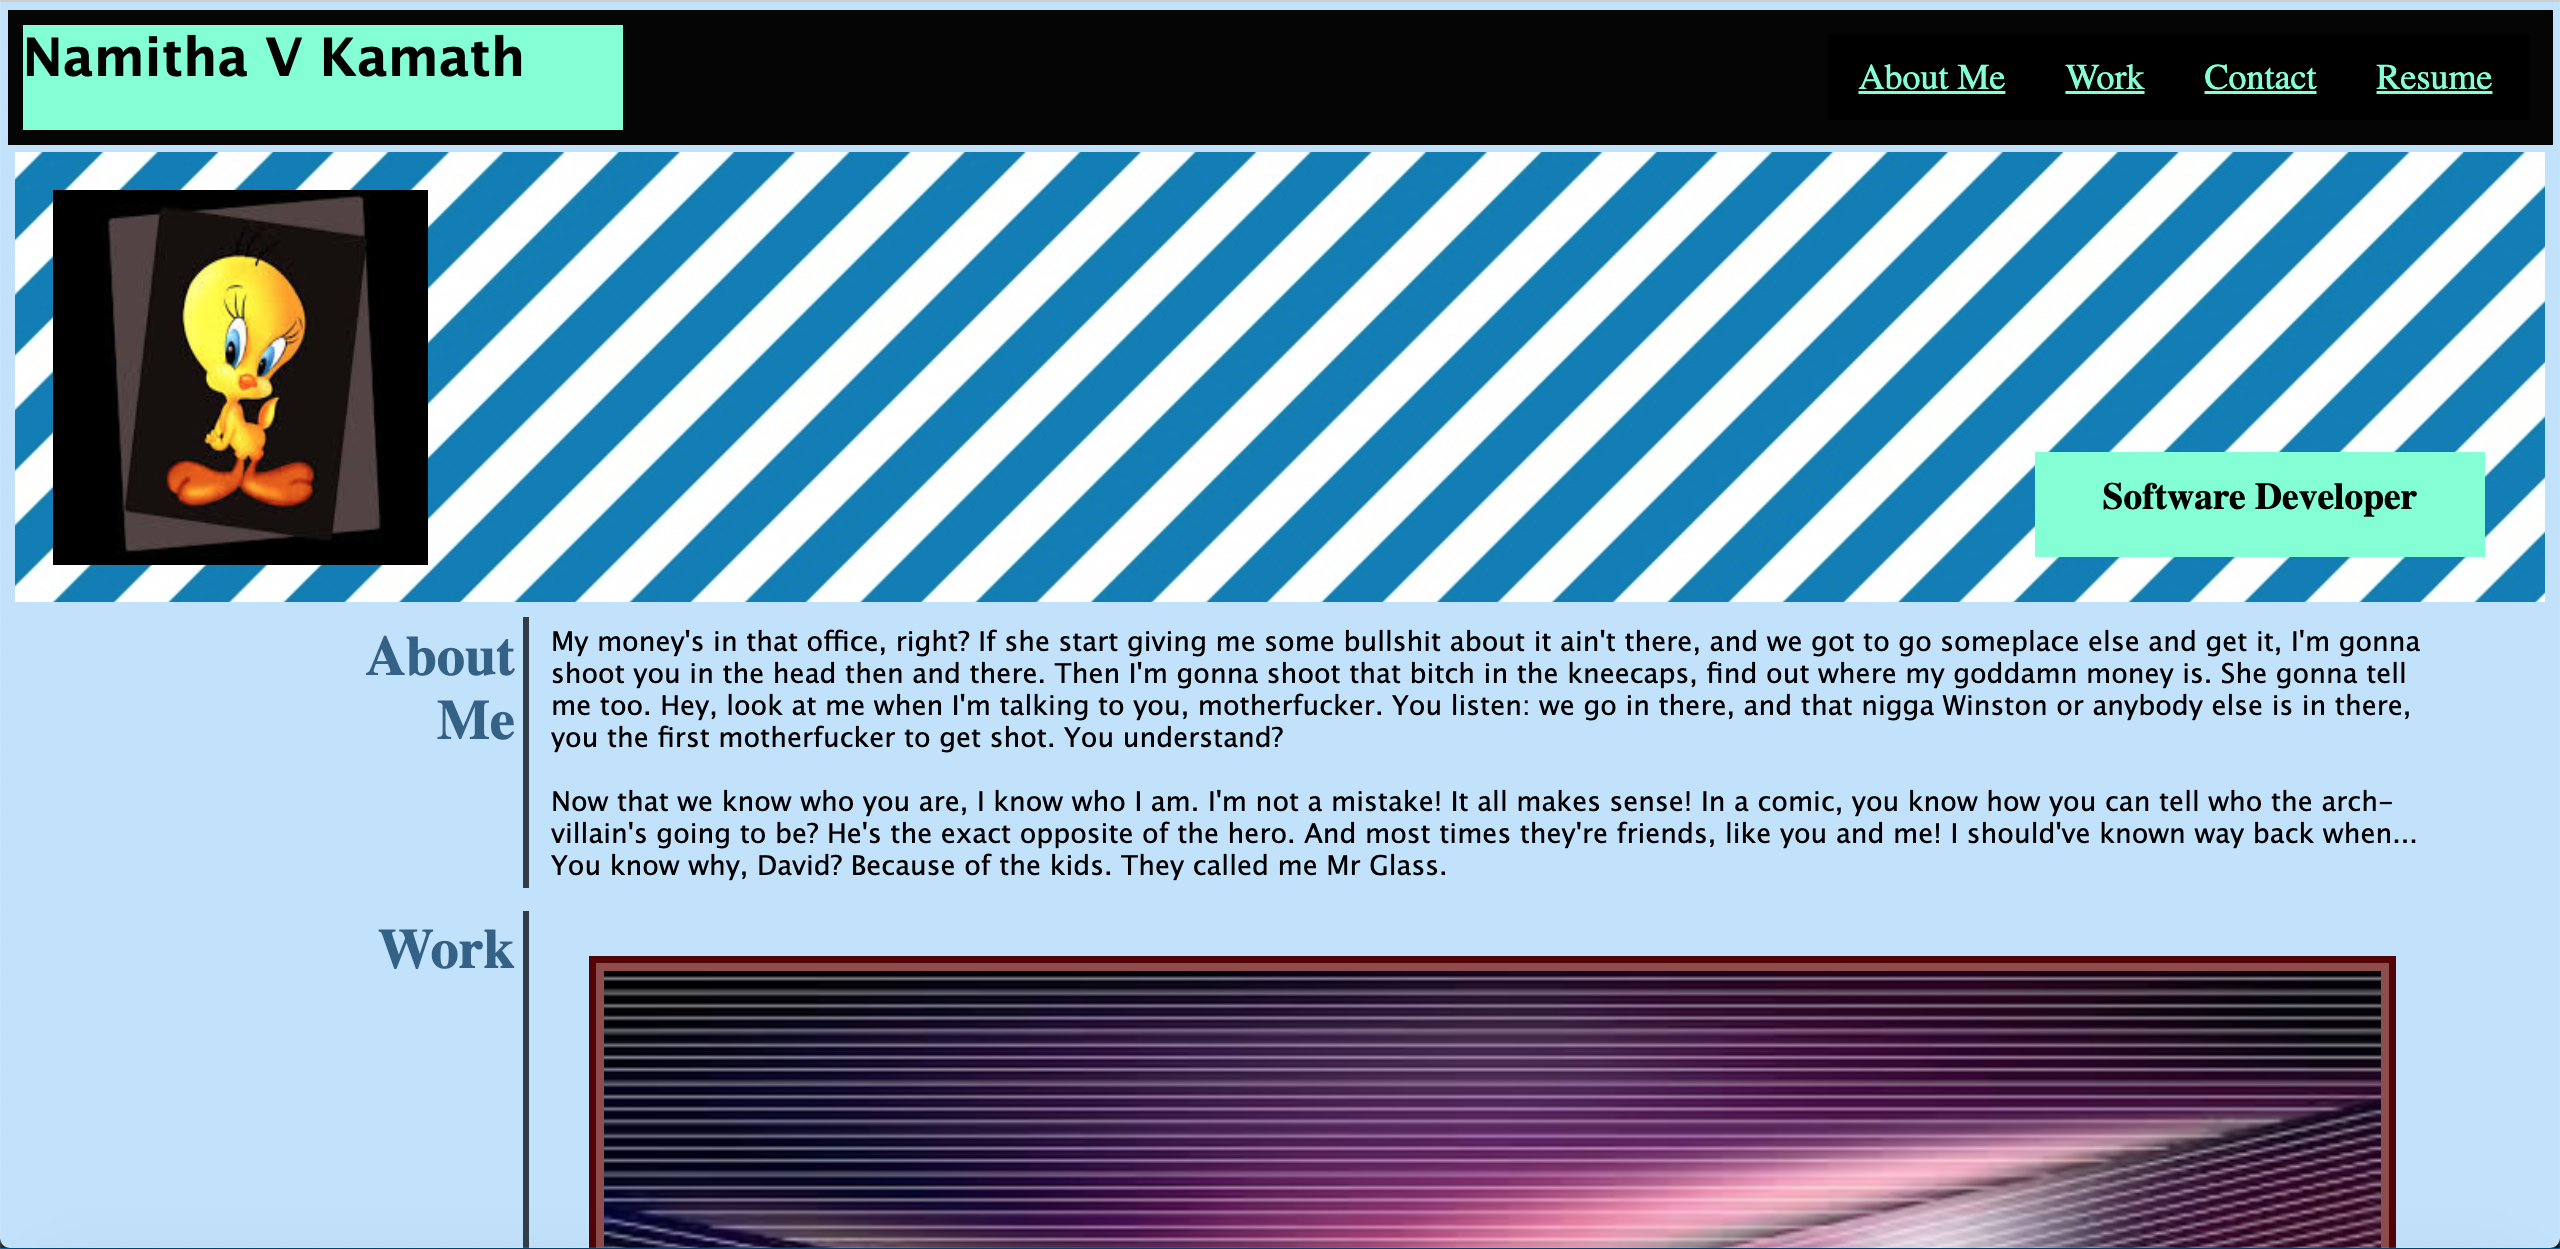 Namitha V Kamath
About Me Work Contact Resume
Software Developer
About
Me
My money's in that office, right? If she start giving me some bullshit about it ain't there, and we got to go someplace else and get it, I'm gonna
shoot you in the head then and there. Then I'm gonna shoot that bitch in the kneecaps, find out where my goddamn money is. She gonna tell
me too. Hey, look at me when I'm talking to you, motherfucker. You listen: we go in there, and that nigga Winston or anybody else is in there,
you the first motherfucker to get shot. You understand?
Now that we know who you are, I know who I am. I'm not a mistake! It all makes sense! In a comic, you know how you can tell who the arch-
villain's going to be? He's the exact opposite of the hero. And most times they're friends, like you and me! I should've known way back when...
You know why, David? Because of the kids. They called me Mr Glass.
Work